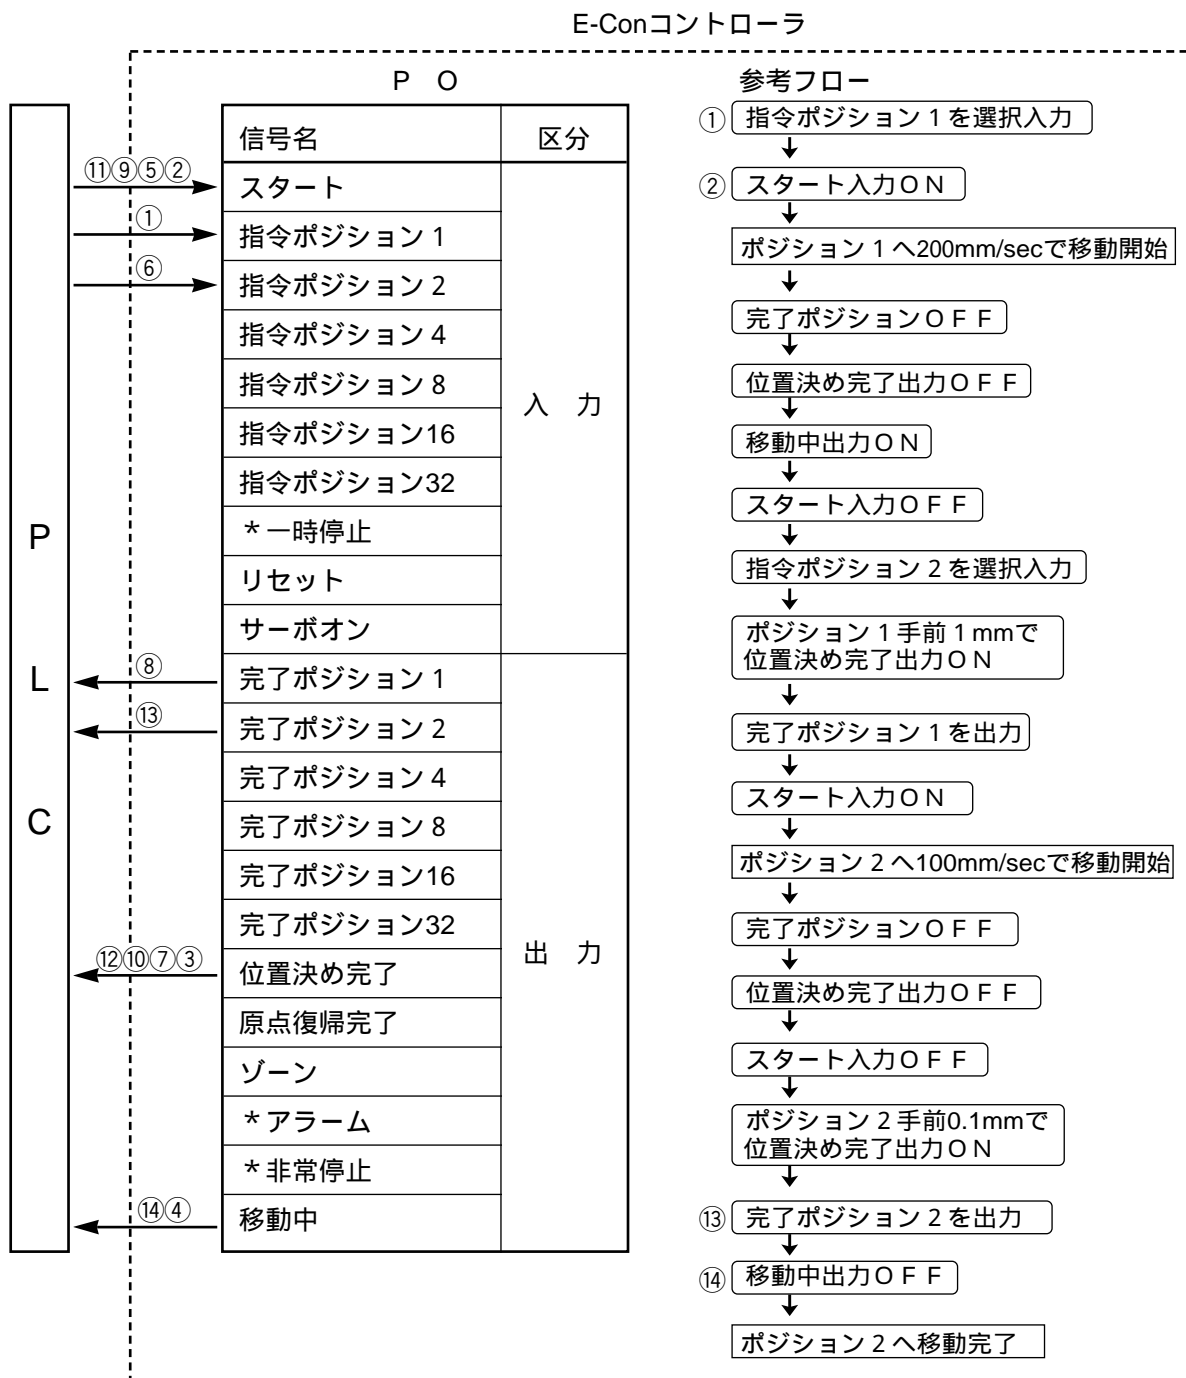 E-Conコントローラ
P O
参考フロー
信号名 区分
⑪⑨⑤② スタート
① 指令ポジション1
⑥ 指令ポジション2
指令ポジション4
指令ポジション8
指令ポジション16
指令ポジション32
*一時停止
リセット
サーボオン
入 力
⑧ 完了ポジション1
⑬ 完了ポジション2
完了ポジション4
完了ポジション8
完了ポジション16
完了ポジション32
⑫⑩⑦③ 位置決め完了
原点復帰完了
ゾーン
*アラーム
*非常停止
⑭④ 移動中
出 力
P
L
C
① 指令ポジション1を選択入力
② スタート入力ON
ポジション1へ200mm/secで移動開始
完了ポジションOFF
位置決め完了出力OFF
移動中出力ON
スタート入力OFF
指令ポジション2を選択入力
ポジション1手前1mmで
位置決め完了出力ON
完了ポジション1を出力
スタート入力ON
ポジション2へ100mm/secで移動開始
完了ポジションOFF
位置決め完了出力OFF
スタート入力OFF
ポジション2手前0.1mmで
位置決め完了出力ON
⑬ 完了ポジション2を出力
⑭ 移動中出力OFF
ポジション2へ移動完了